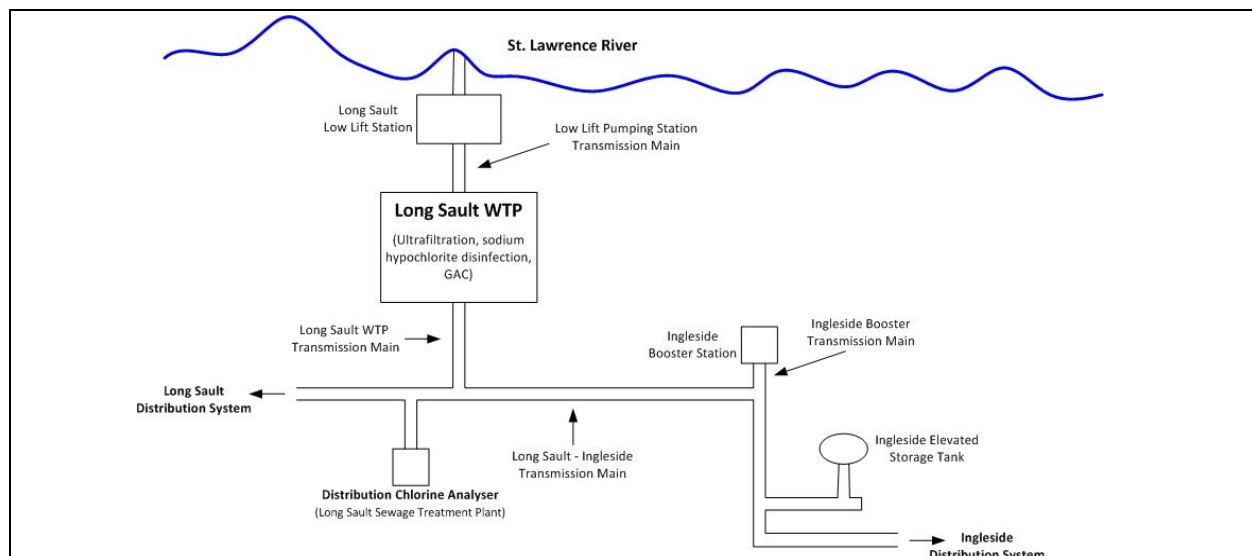 St. Lawrence River
Long Sault
Low Lift Station
Low Lift Pumping Station
Transmission Main
Long Sault WTP
(Ultrafiltration, sodium
hypochlorite disinfection,
GAC)
Long Sault WTP
Transmission Main
Ingleside
Booster Station
Ingleside Booster
Transmission Main
Long Sault
Distribution System
Long Sault - Ingleside
Transmission Main
Ingleside Elevated
Storage Tank
Distribution Chlorine Analyser
(Long Sault Sewage Treatment Plant)
Ingleside
Distribution System